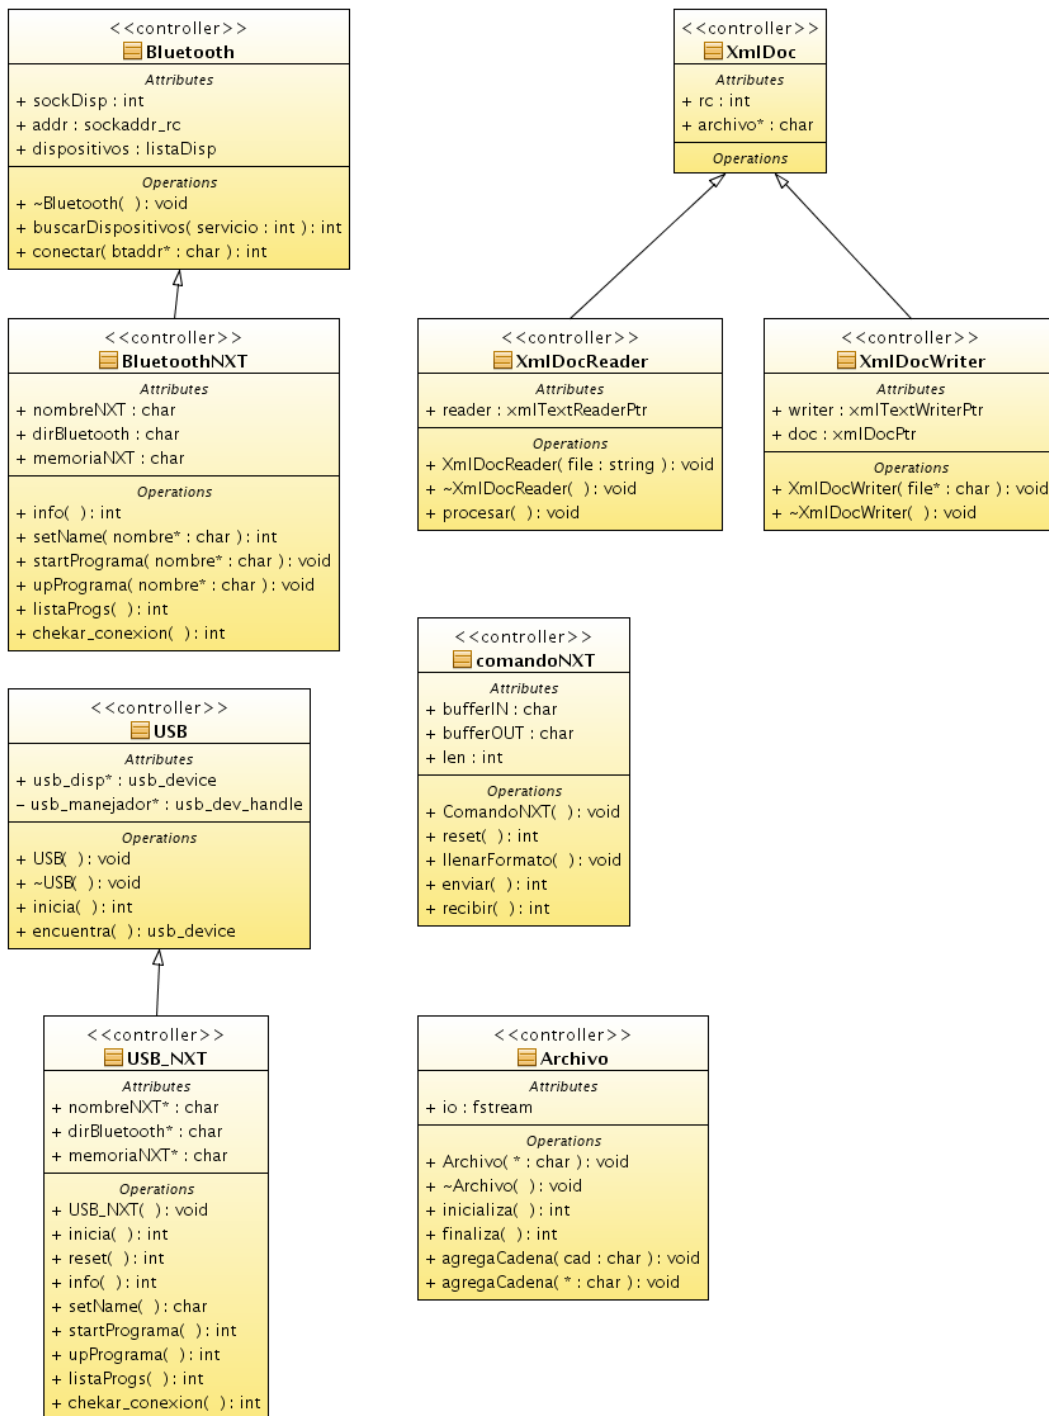 <<controller>>
Bluetooth
Attributes
+ sockDisp : int
+ addr : sockaddr_rc
+ dispositivos : listaDisp
Operations
+ ~Bluetooth(  ) : void
+ buscarDispositivos( servicio : int ) : int
+ conectar( btaddr* : char ) : int
<<controller>>
XmlDoc
Attributes
+ rc : int
+ archivo* : char
Operations
<<controller>>
BluetoothNXT
Attributes
+ nombreNXT : char
+ dirBluetooth : char
+ memoriaNXT : char
Operations
+ info(  ) : int
+ setName( nombre* : char ) : int
+ startPrograma( nombre* : char ) : void
+ upPrograma( nombre* : char ) : void
+ listaProgs(  ) : int
+ chekar_conexion(  ) : int
<<controller>>
XmlDocReader
Attributes
+ reader : xmlTextReaderPtr
Operations
+ XmlDocReader( file : string ) : void
+ ~XmlDocReader(  ) : void
+ procesar(  ) : void
<<controller>>
XmlDocWriter
Attributes
+ writer : xmlTextWriterPtr
+ doc : xmlDocPtr
Operations
+ XmlDocWriter( file* : char ) : void
+ ~XmlDocWriter(  ) : void
<<controller>>
comandoNXT
Attributes
+ bufferIN : char
+ bufferOUT : char
+ len : int
Operations
+ ComandoNXT(  ) : void
+ reset(  ) : int
+ llenarFormato(  ) : void
+ enviar(  ) : int
+ recibir(  ) : int
<<controller>>
USB
Attributes
+ usb_disp* : usb_device
- usb_manejador* : usb_dev_handle
Operations
+ USB(  ) : void
+ ~USB(  ) : void
+ inicia(  ) : int
+ encuentra(  ) : usb_device
<<controller>>
USB_NXT
Attributes
+ nombreNXT* : char
+ dirBluetooth* : char
+ memoriaNXT* : char
Operations
+ USB_NXT(  ) : void
+ inicia(  ) : int
+ reset(  ) : int
+ info(  ) : int
+ setName(  ) : char
+ startPrograma(  ) : int
+ upPrograma(  ) : int
+ listaProgs(  ) : int
+ chekar_conexion(  ) : int
<<controller>>
Archivo
Attributes
+ io : fstream
Operations
+ Archivo( * : char ) : void
+ ~Archivo(  ) : void
+ inicializa(  ) : int
+ finaliza(  ) : int
+ agregaCadena( cad : char ) : void
+ agregaCadena( * : char ) : void